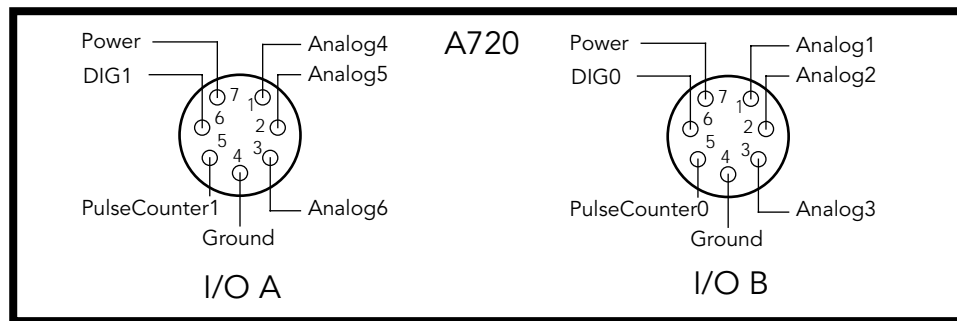 A720
Power
Analog4
DIG1
Analog5
7
1
6
2
5
3
4
PulseCounter1
Analog6
Ground
I/O A
Power
Analog1
DIG0
Analog2
7
1
6
2
5
3
4
PulseCounter0
Analog3
Ground
I/O B